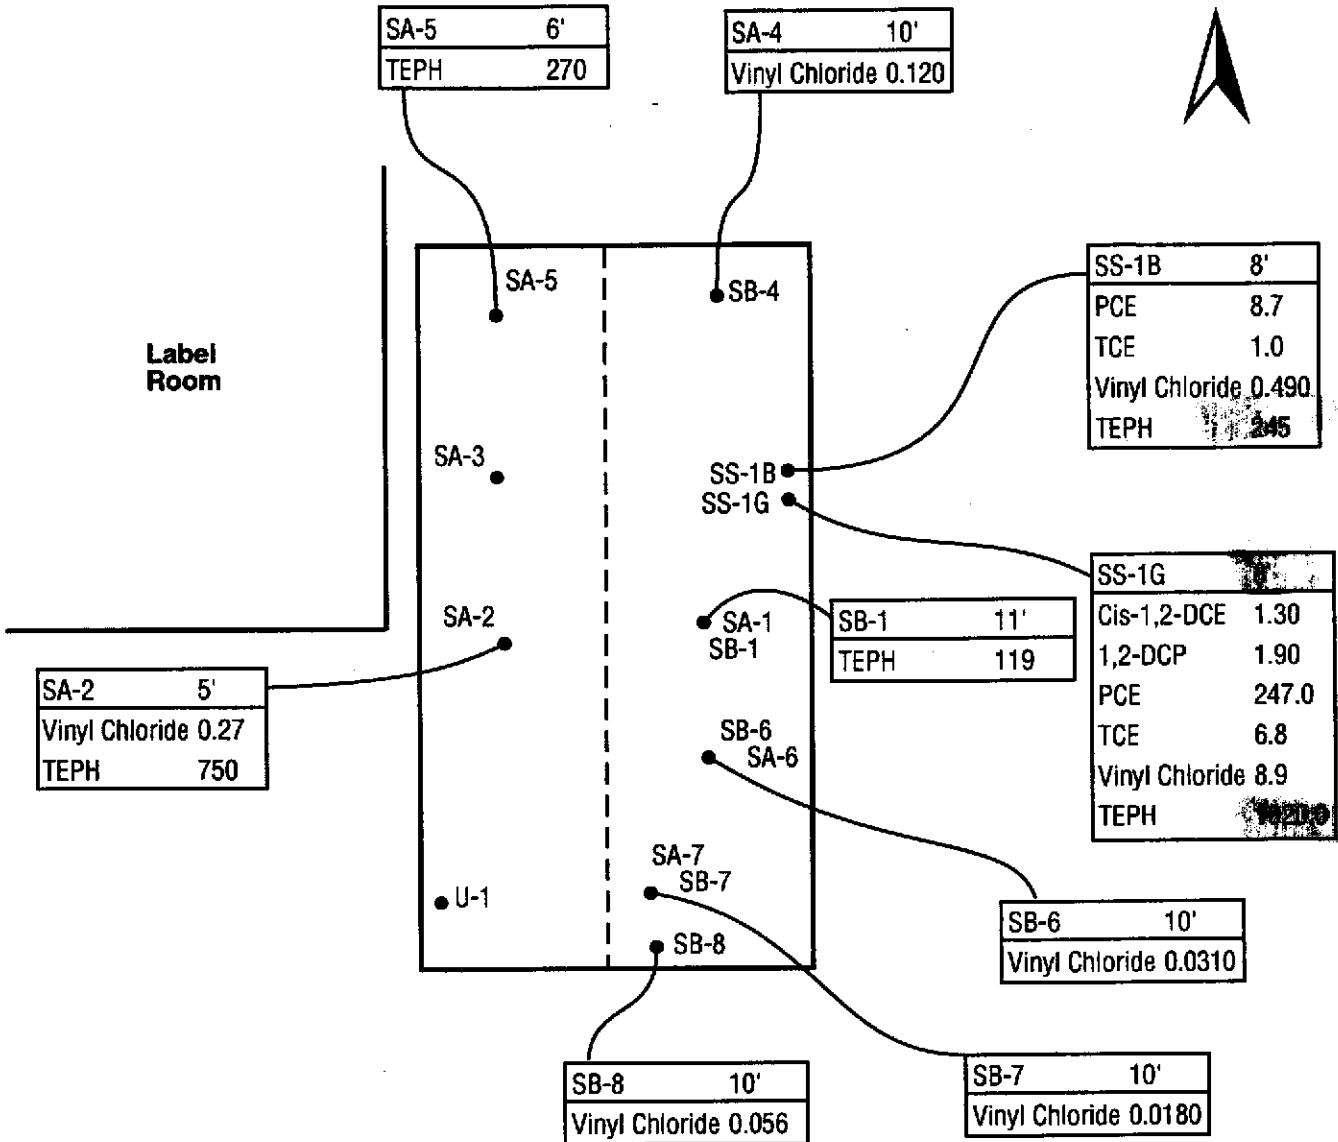 SA-5 6'
TEPH 270
SA-4 10'
Vinyl Chloride 0.120
SA-5
SB-4
Label
Room
SS-1B 8'
PCE 8.7
TCE 1.0
Vinyl Chloride 0.490
TEPH 245
SA-3
SS-1B
SS-1G
SS-1G
Cis-1,2-DCE 1.30
1,2-DCP 1.90
PCE 247.0
TCE 6.8
Vinyl Chloride 8.9
TEPH
SA-2
SA-1
SB-1
SB-1 11'
TEPH 119
SA-2 5'
Vinyl Chloride 0.27
TEPH 750
SB-6
SA-6
SA-7
SB-7
U-1
SB-8
SB-6 10'
Vinyl Chloride 0.0310
SB-8 10'
Vinyl Chloride 0.056
SB-7 10'
Vinyl Chloride 0.0180